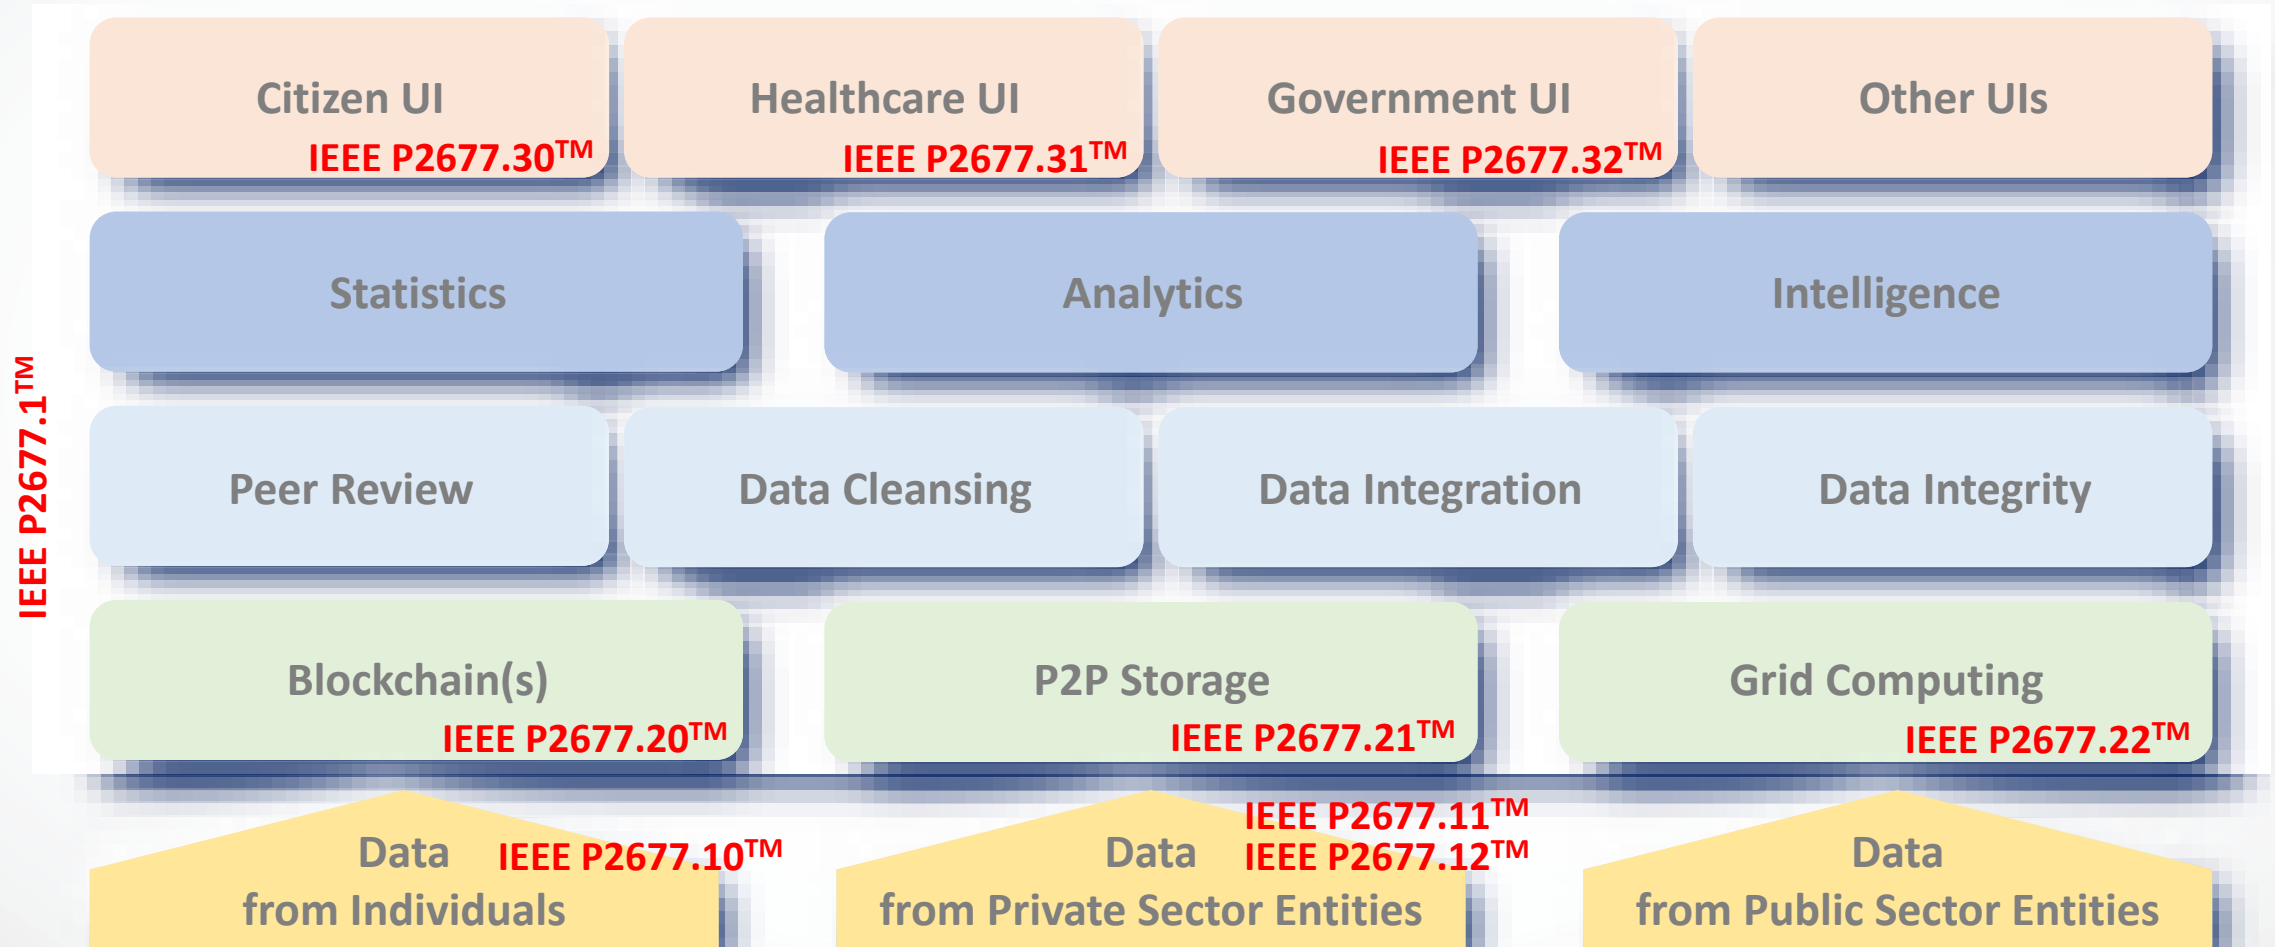 Citizen UI
IEEE P2677.30™
Healthcare UI
IEEE P2677.31™
Government UI
IEEE P2677.32™
Other UIs
Statistics
Analytics
Intelligence
IEEE P2677.1™
Peer Review
Data Cleansing
Data Integration
Data Integrity
Blockchain(s)
IEEE P2677.20™
P2P Storage
IEEE P2677.21™
Grid Computing
IEEE P2677.22™
Data
IEEE P2677.10™
from Individuals
IEEE P2677.11™
Data
IEEE P2677.12™
from Private Sector Entities
Data
from Public Sector Entities